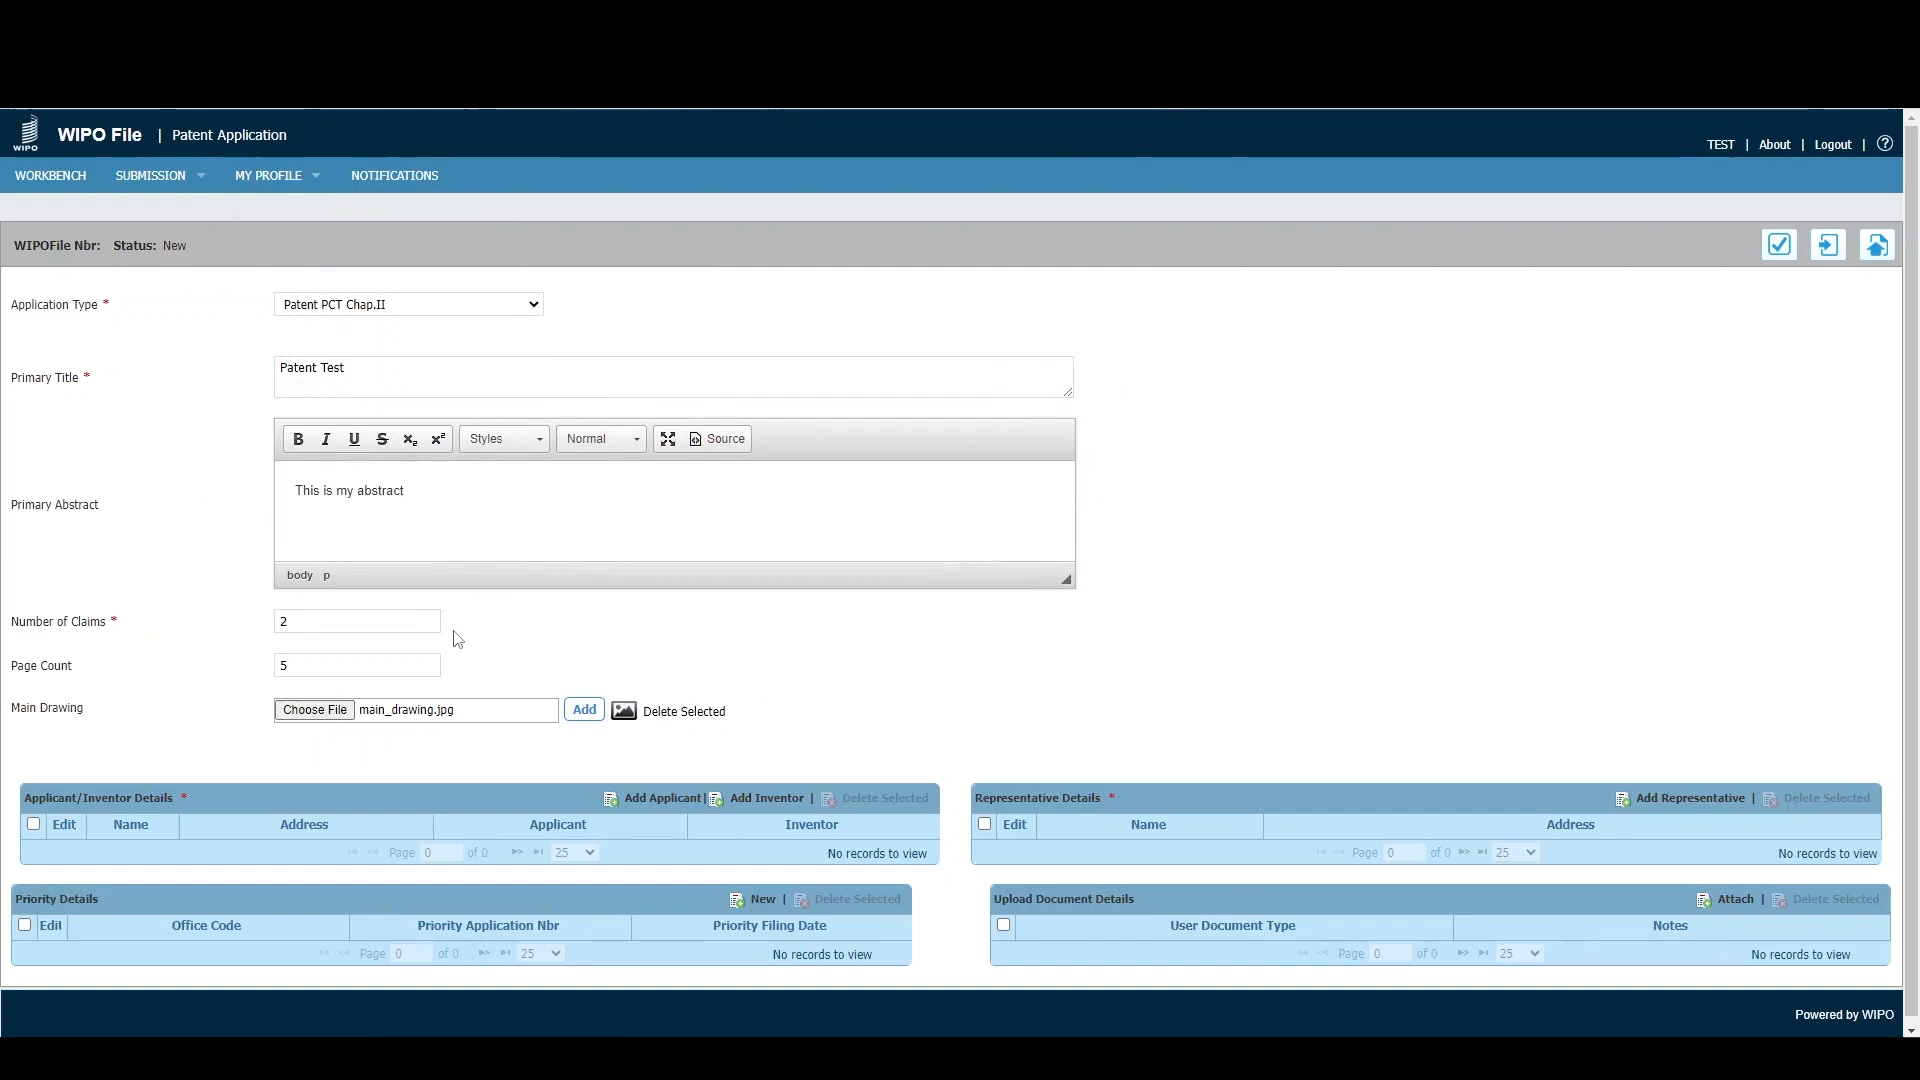 WIPO
WIPO File | Patent Application
TEST | About | Logout | ?
WORKBENCH SUBMISSION MY PROFILE NOTIFICATIONS
WIPOFile Nbr: Status: New
Application Type * Patent PCT Chap.II
Primary Title * Patent Test
B I U S x₂ x² Styles Normal Source
Primary Abstract This is my abstract
body p
Number of Claims * 2
Page Count 5
Main Drawing Choose File main_drawing.jpg Add Delete Selected
Applicant/Inventor Details * Add Applicant | Add Inventor | Delete Selected
Edit Name Address Applicant Inventor
Page 0 of 0 25 No records to view
Representative Details * Add Representative | Delete Selected
Edit Name Address
Page 0 of 0 25 No records to view
Priority Details New | Delete Selected
Edit Office Code Priority Application Nbr Priority Filing Date
Page 0 of 0 25 No records to view
Upload Document Details Attach | Delete Selected
User Document Type Notes
Page 0 of 0 25 No records to view
Powered by WIPO